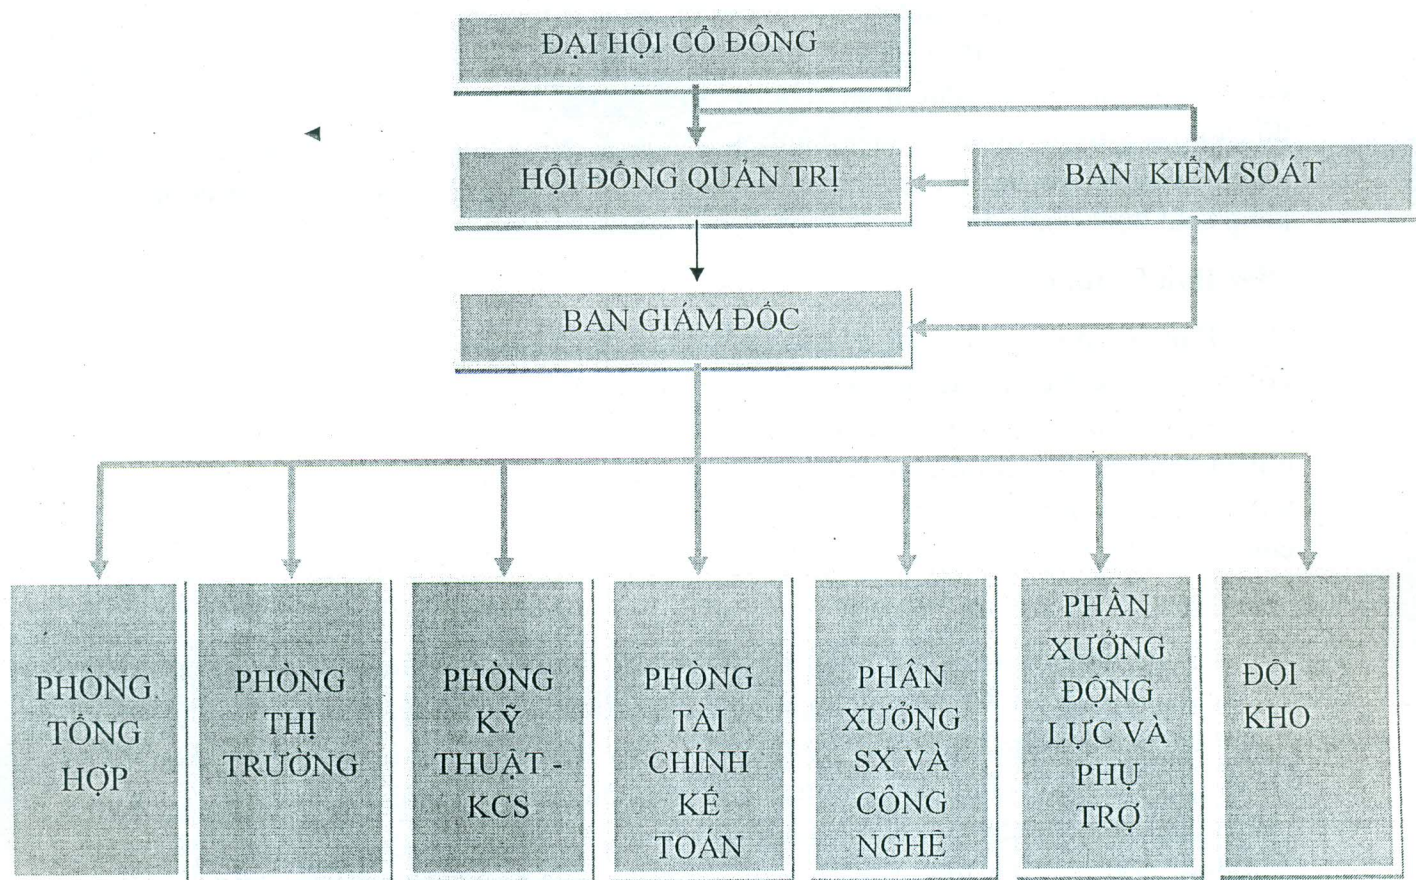 ĐẠI HỘI CỔ ĐÔNG
HỘI ĐỒNG QUẢN TRỊ
BAN KIỂM SOÁT
BAN GIÁM ĐỐC
PHÒNG
TỔNG
HỢP
PHÒNG
THỊ
TRƯỜNG
PHÒNG
KỸ
THUẬT -
KCS
PHÒNG
TÀI
CHÍNH
KẾ
TOÁN
PHÂN
XƯỞNG
SX VÀ
CÔNG
NGHỆ
PHÂN
XƯỞNG
ĐỘNG
LỰC VÀ
PHỤ
TRỢ
ĐỘI
KHO